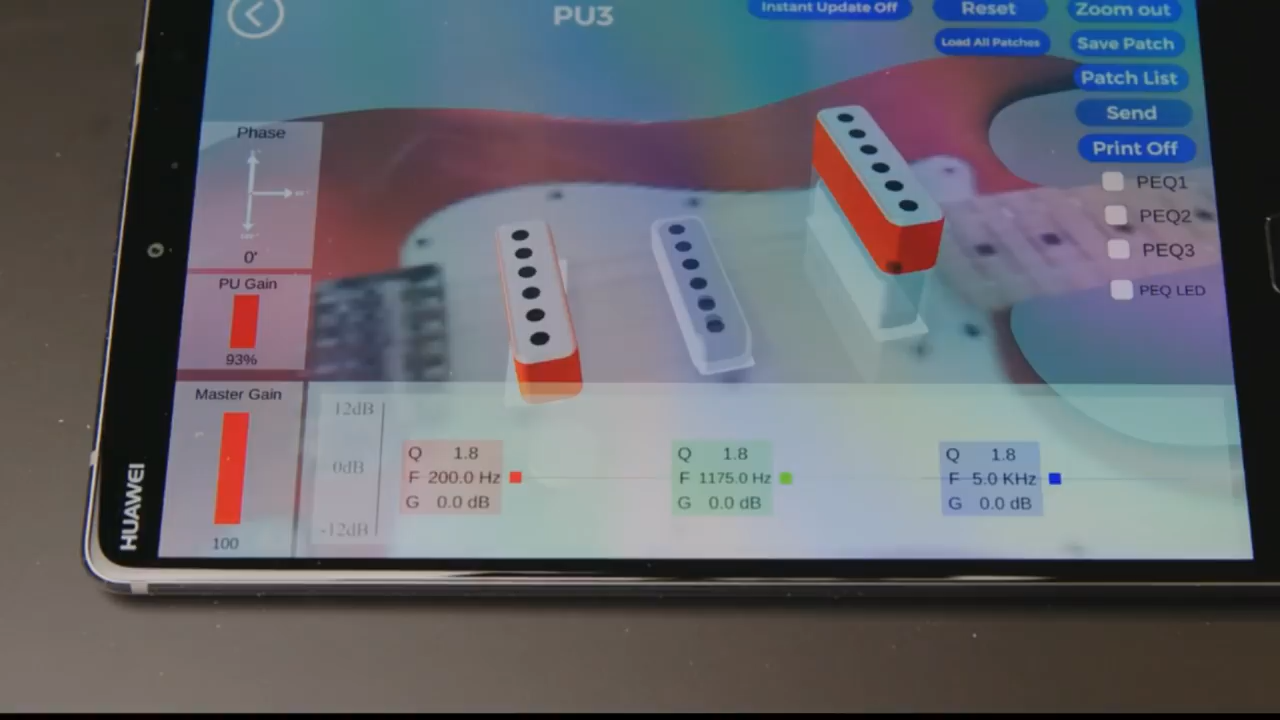 PU3
Instant Update Off
Reset
Zoom out
Load All Patches
Save Patch
Patch List
Send
Print Off
PEQ1
PEQ2
PEQ3
PEQ LED
Phase
0'
PU Gain
93%
Master Gain
100
12dB
0dB
-12dB
Q 1.8
F 200.0 Hz
G 0.0 dB
Q 1.8
F 1175.0 Hz
G 0.0 dB
Q 1.8
F 5.0 KHz
G 0.0 dB
HUAWEI